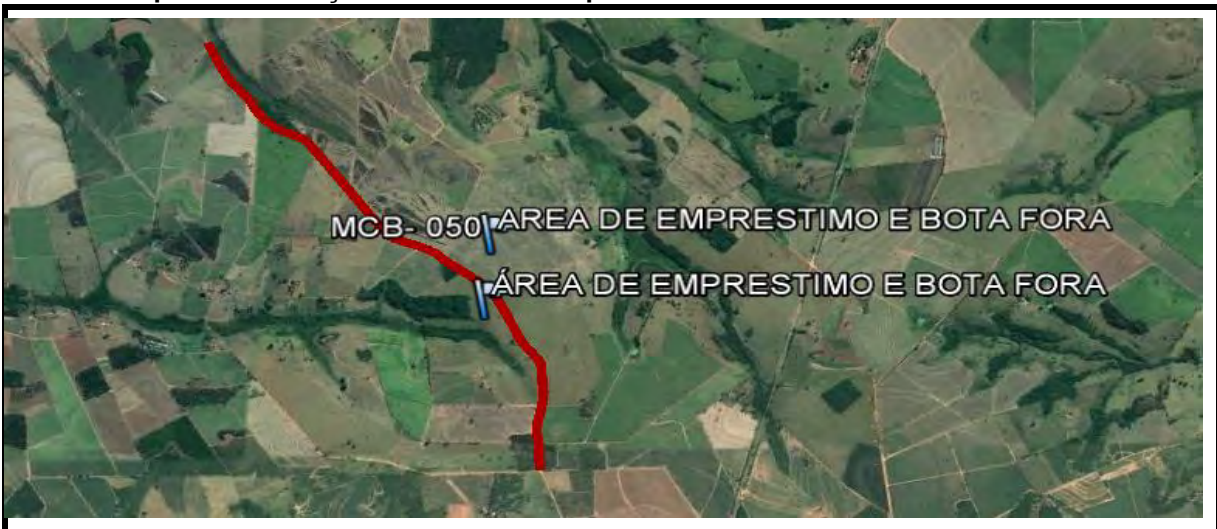 MCB- 050
AREA DE EMPRESTIMO E BOTA FORA
ÁREA DE EMPRESTIMO E BOTA FORA